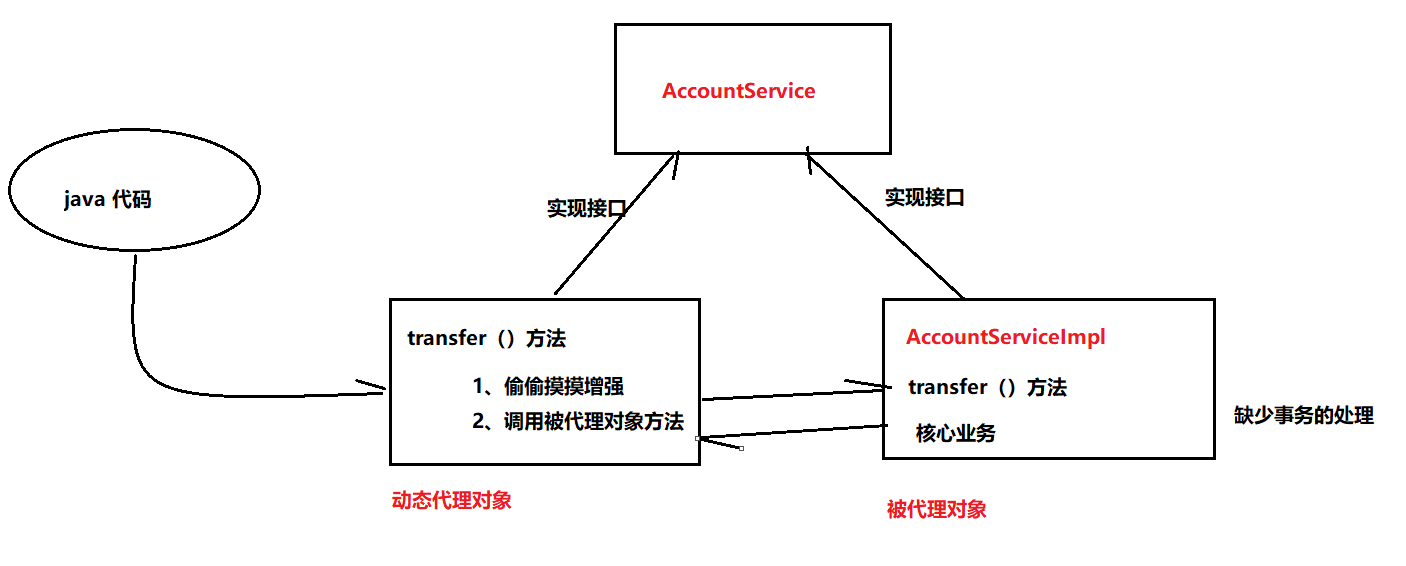 AccountService
java 代码
实现接口
实现接口
transfer（）方法
1、偷偷摸摸增强
2、调用被代理对象方法
动态代理对象
AccountServiceImpl
transfer（）方法
核心业务
被代理对象
缺少事务的处理